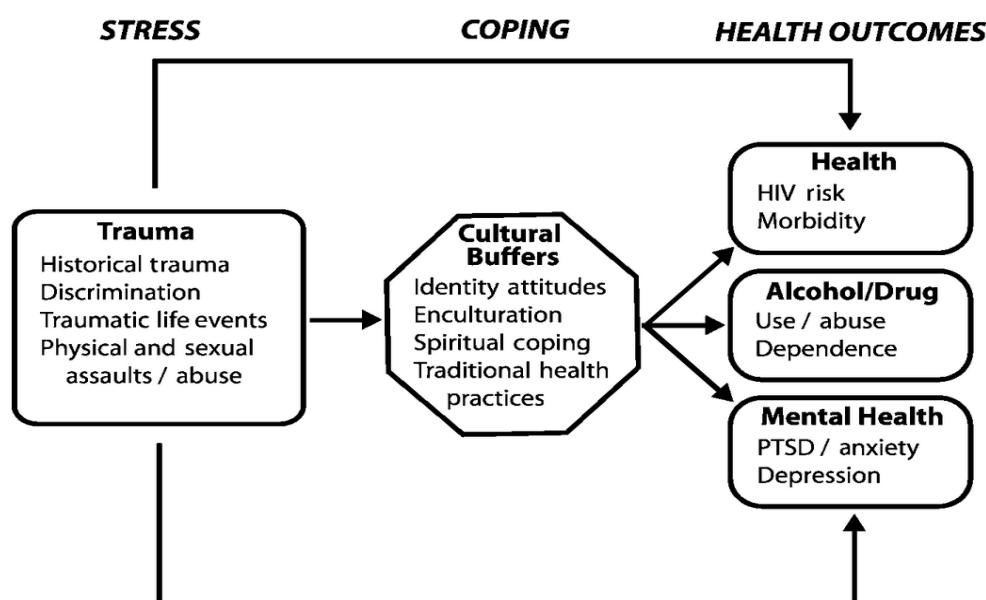 STRESS
COPING
HEALTH OUTCOMES
Trauma
Historical trauma
Discrimination
Traumatic life events
Physical and sexual
assaults / abuse
Cultural
Buffers
Identity attitudes
Enculturation
Spiritual coping
Traditional health
practices
Health
HIV risk
Morbidity
Alcohol/Drug
Use / abuse
Dependence
Mental Health
PTSD / anxiety
Depression